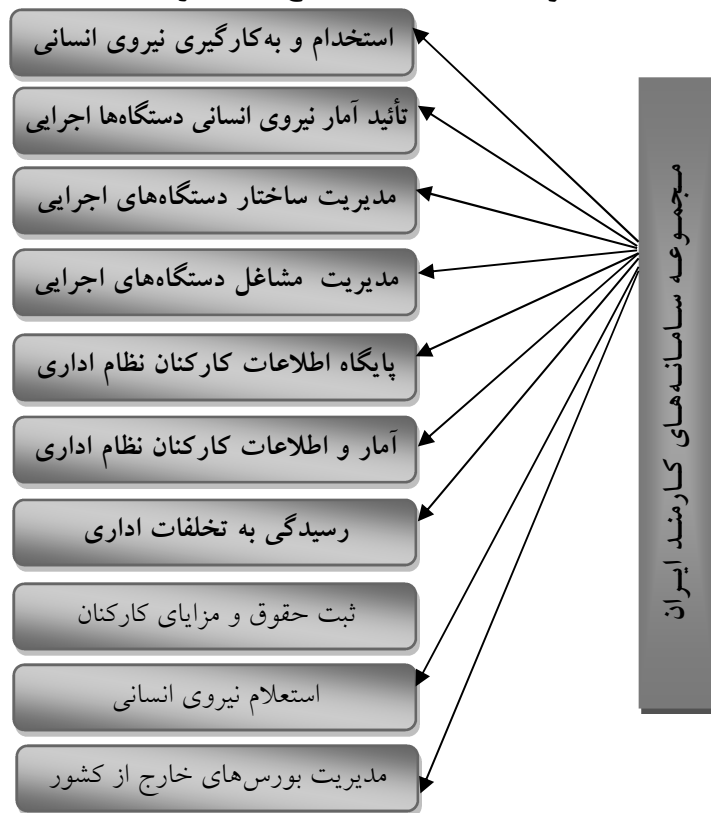 استخدام و به‌کارگیری نیروی انسانی
تأئید آمار نیروی انسانی دستگاه‌ها اجرایی
مدیریت ساختار دستگاه‌های اجرایی
مدیریت مشاغل دستگاه‌های اجرایی
پایگاه اطلاعات کارکنان نظام اداری
آمار و اطلاعات کارکنان نظام اداری
رسیدگی به تخلفات اداری
ثبت حقوق و مزایای کارکنان
استعلام نیروی انسانی
مدیریت بورس‌های خارج از کشور
مجموعه سامانه‌های کارمند ایران